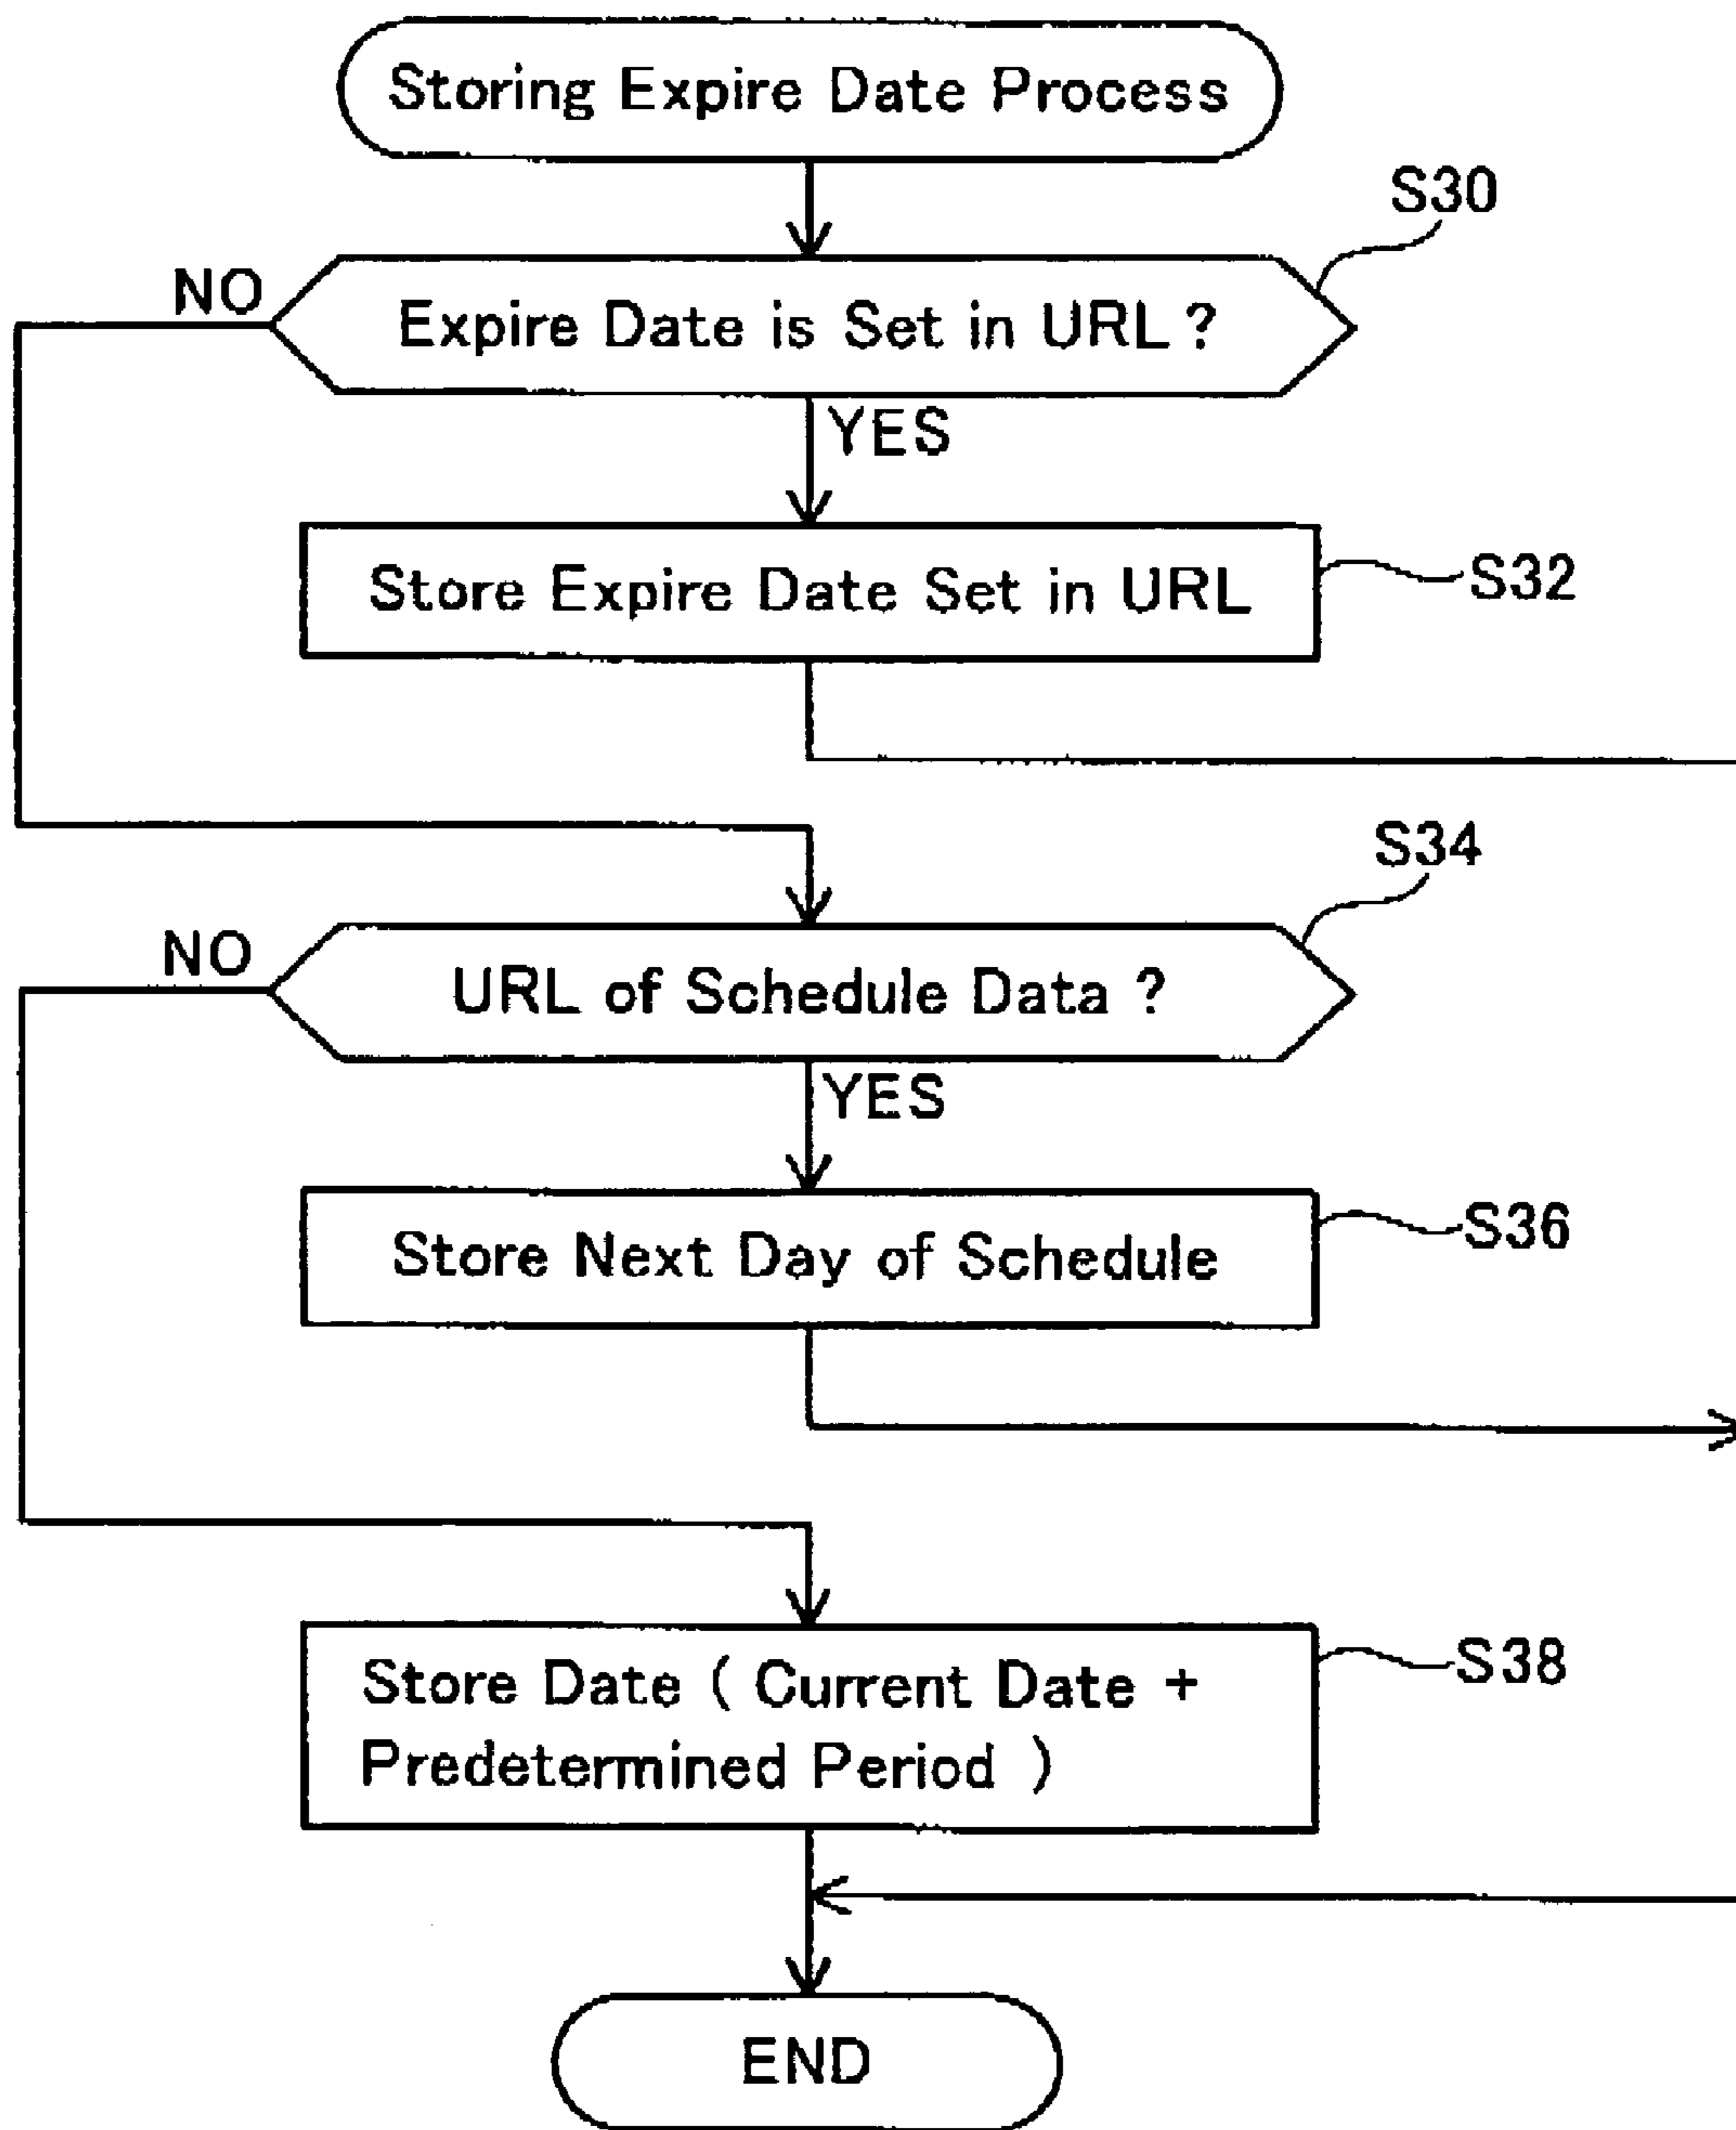 Storing Expire Date Process
S30
NO
Expire Date is Set in URL ?
YES
Store Expire Date Set in URL
S32
S34
NO
URL of Schedule Data ?
YES
Store Next Day of Schedule
S36
Store Date ( Current Date +
Predetermined Period )
S38
END